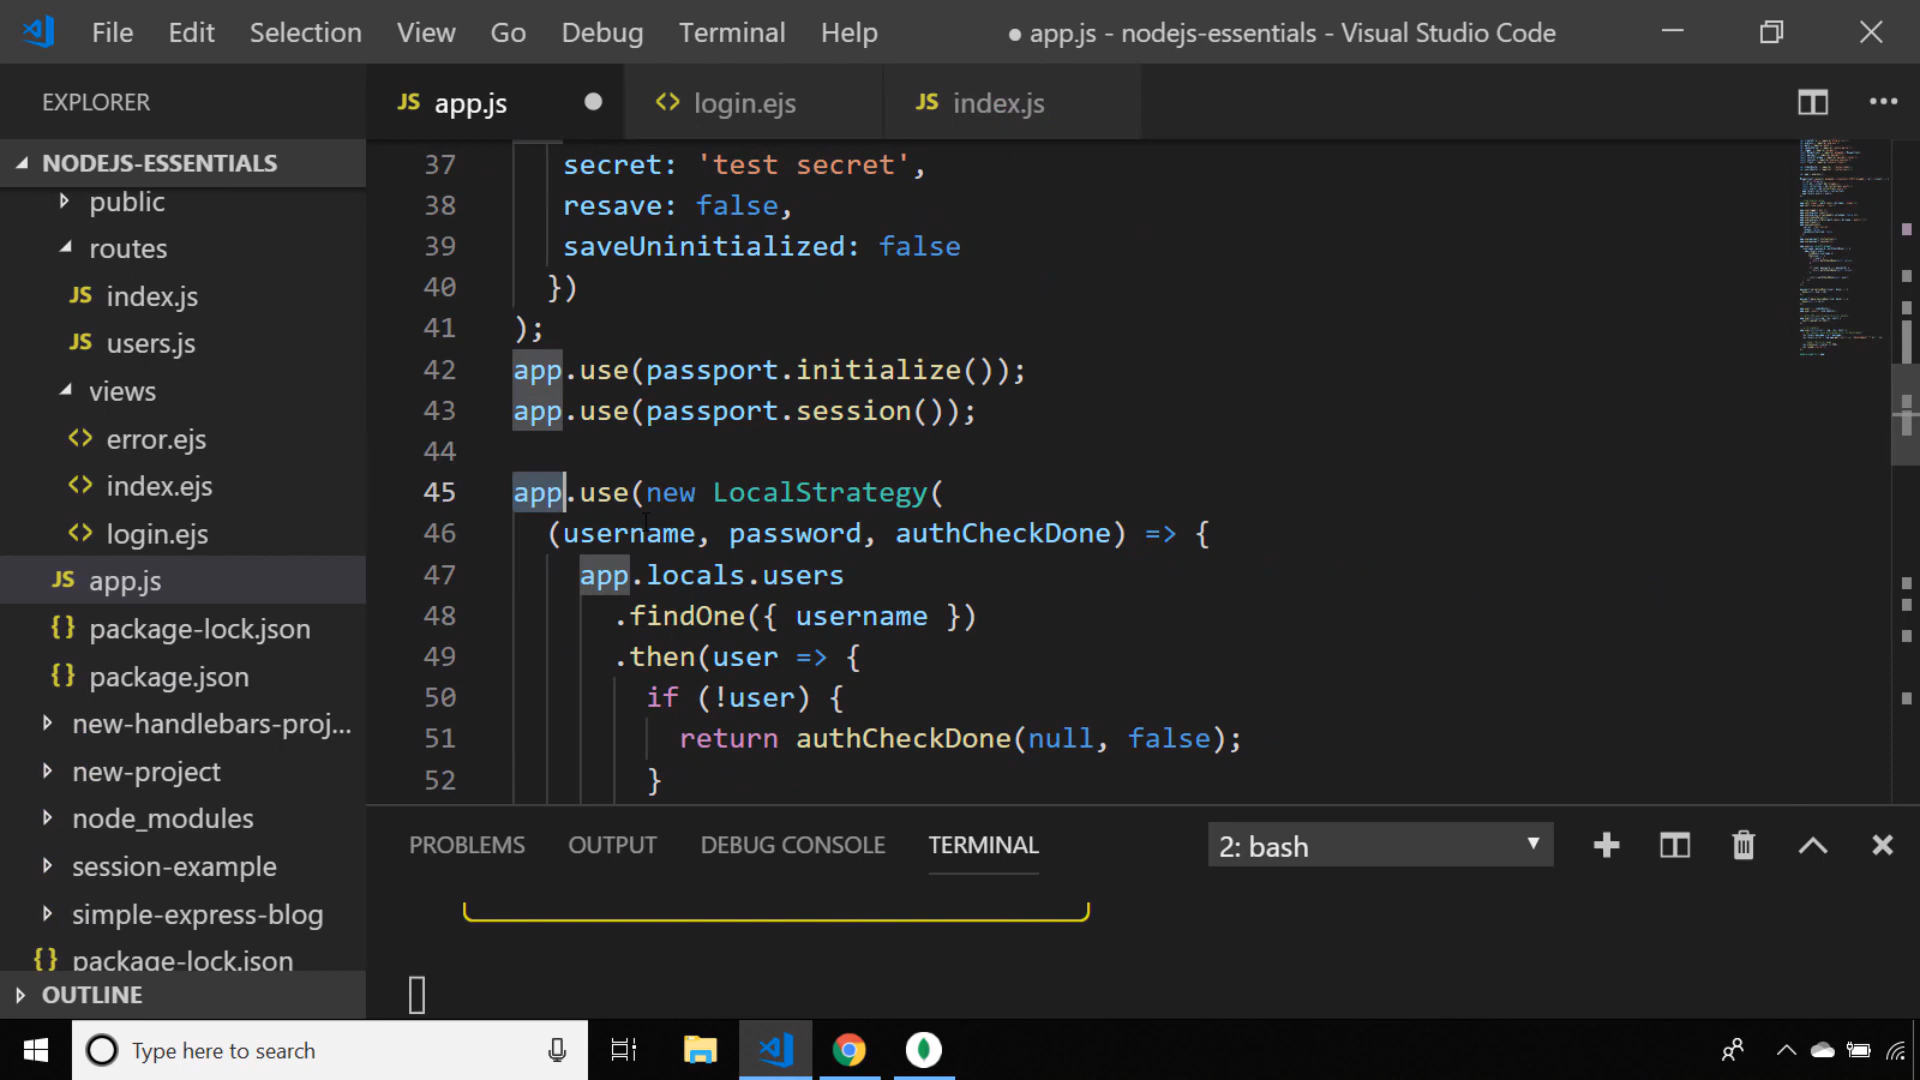 File Edit Selection View Go Debug Terminal Help
● app.js - nodejs-essentials - Visual Studio Code
EXPLORER
JS app.js
<> login.ejs
JS index.js
NODEJS-ESSENTIALS
public
routes
JS index.js
JS users.js
views
<> error.ejs
<> index.ejs
<> login.ejs
JS app.js
{} package-lock.json
{} package.json
new-handlebars-proj...
new-project
node_modules
session-example
simple-express-blog
{} package-lock.json
OUTLINE
37 secret: 'test secret',
38 resave: false,
39 saveUninitialized: false
40 })
41 );
42 app.use(passport.initialize());
43 app.use(passport.session());
44
45 app.use(new LocalStrategy(
46 (username, password, authCheckDone) => {
47 app.locals.users
48 .findOne({ username })
49 .then(user => {
50 if (!user) {
51 return authCheckDone(null, false);
52 }
PROBLEMS OUTPUT DEBUG CONSOLE TERMINAL
2: bash
Type here to search